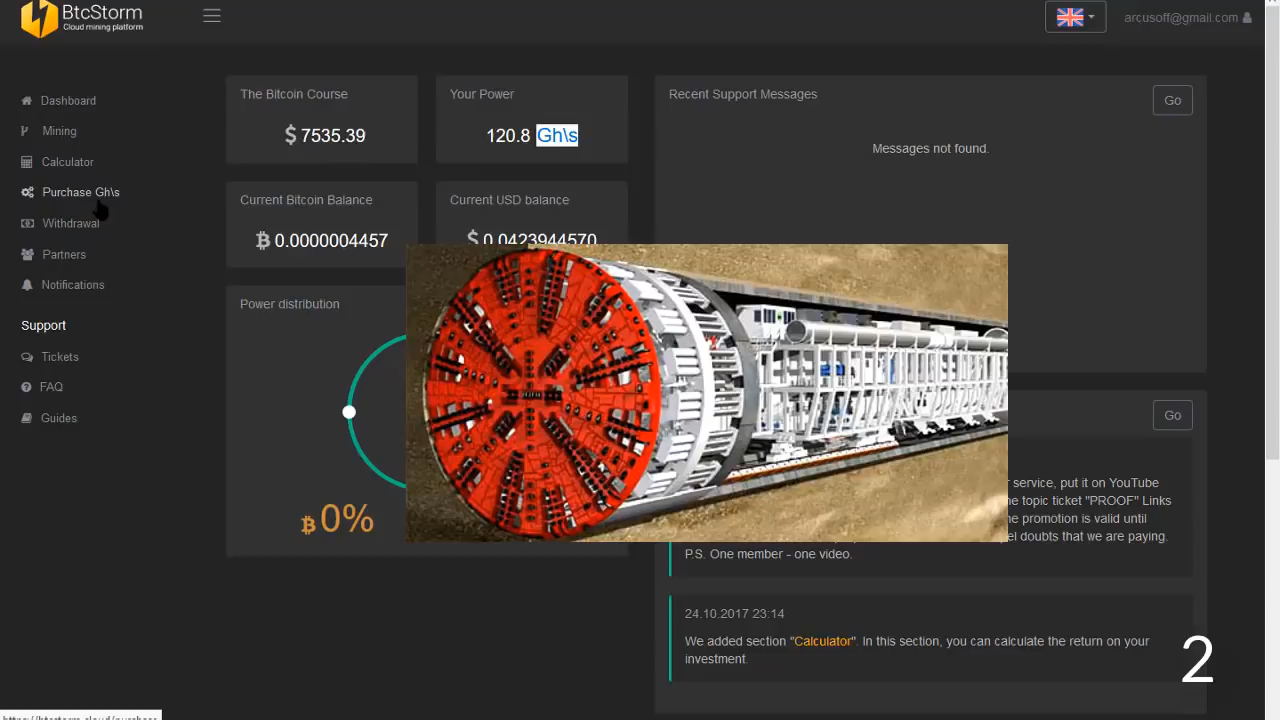 BtcStorm
Cloud mining platform
arcusoff@gmail.com
Dashboard
Mining
Calculator
Purchase Gh\s
Withdrawal
Partners
Notifications
Support
Tickets
FAQ
Guides
The Bitcoin Course
$ 7535.39
Your Power
120.8 Gh\s
Current Bitcoin Balance
0.0000004457
Current USD balance
$ 0.0423944570
Power distribution
0%
Recent Support Messages
Go
Messages not found.
Go
service, put it on YouTube
topic ticket "PROOF" Links
promotion is valid until
doubts that we are paying.
P.S. One member - one video.
24.10.2017 23:14
We added section "Calculator". In this section, you can calculate the return on your
investment.
2